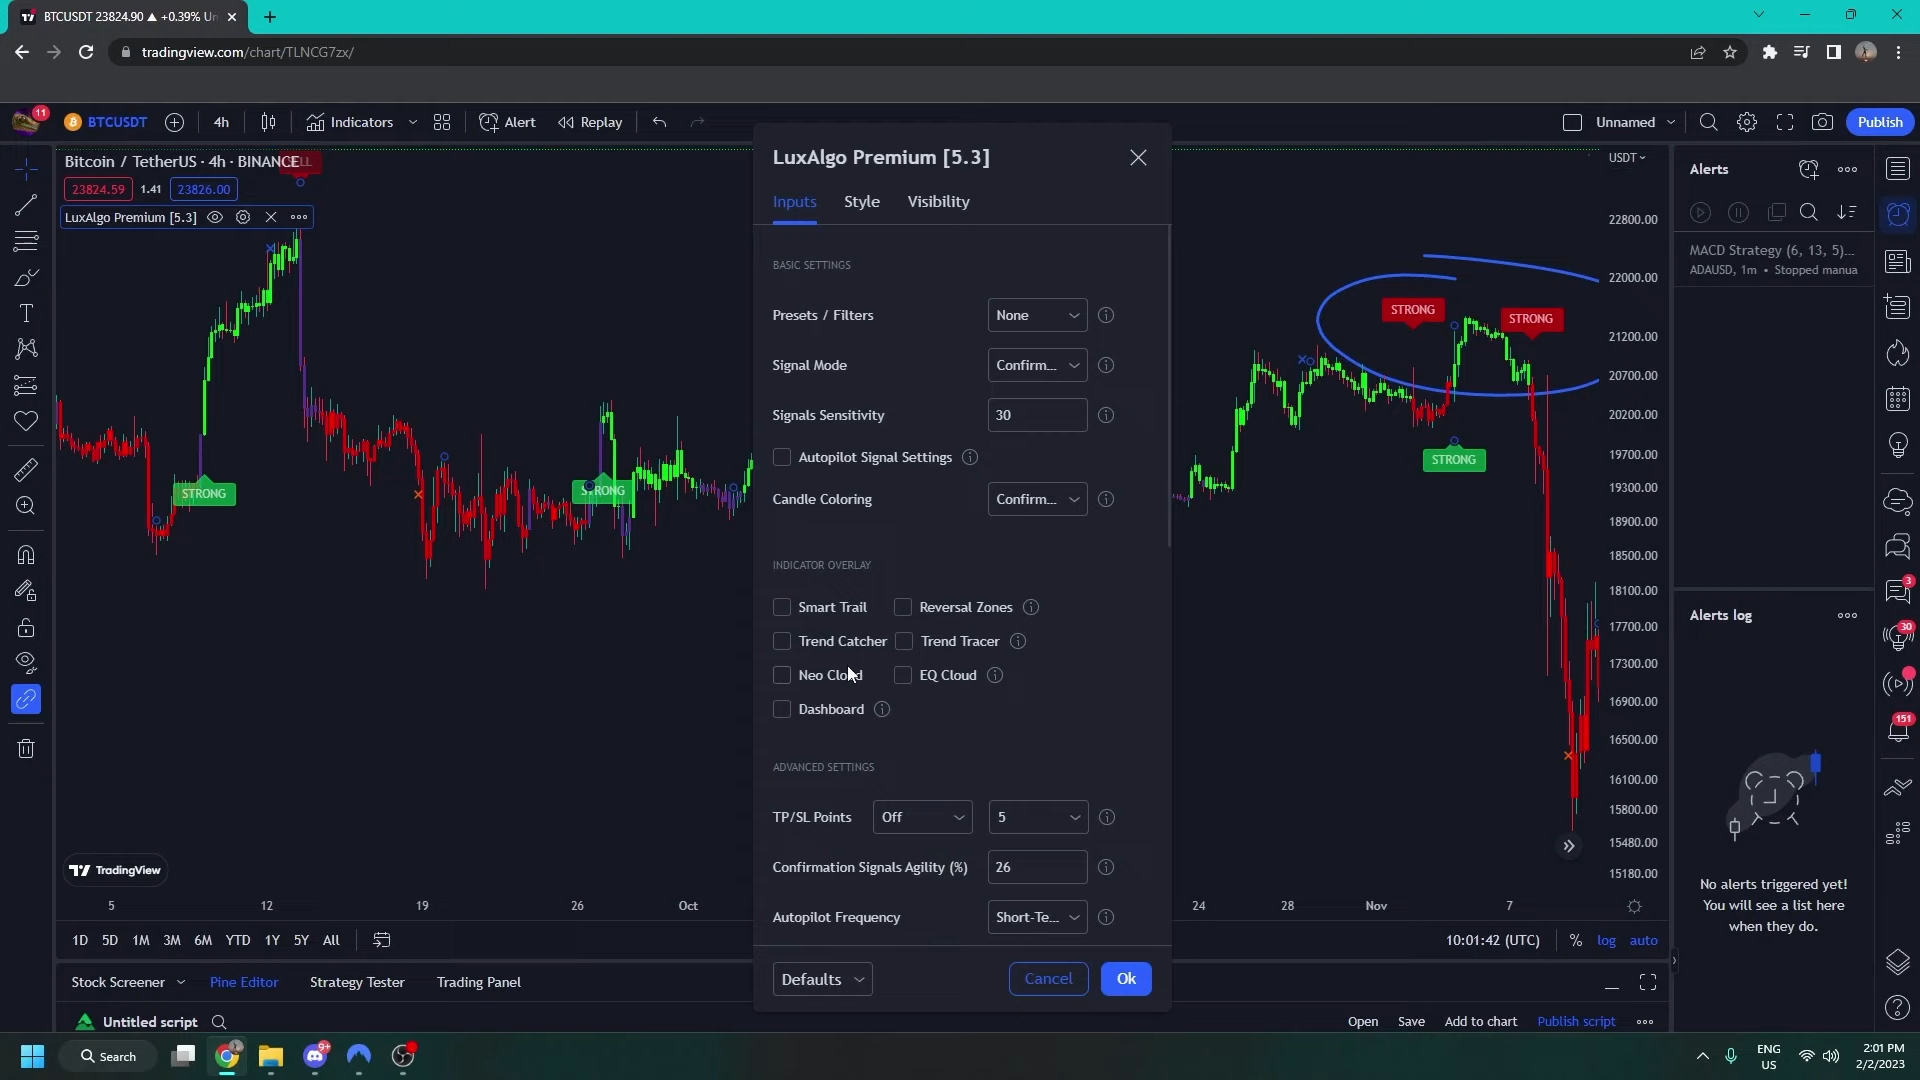 BTCUSDT 23824.90 ▲ +0.39% Un
tradingview.com/chart/TLNCG7zx/
11
BTCUSDT
4h
Indicators
Alert
Replay
Unnamed
Publish
Bitcoin / TetherUS · 4h · BINANCE
23824.59
1.41
23826.00
LuxAlgo Premium [5.3]
STRONG
STRONG
STRONG
STRONG
STRONG
LuxAlgo Premium [5.3]
Inputs
Style
Visibility
BASIC SETTINGS
Presets / Filters
None
Signal Mode
Confirm...
Signals Sensitivity
30
Autopilot Signal Settings
Candle Coloring
Confirm...
INDICATOR OVERLAY
Smart Trail
Reversal Zones
Trend Catcher
Trend Tracer
Neo Cloud
EQ Cloud
Dashboard
ADVANCED SETTINGS
TP/SL Points
Off
5
Confirmation Signals Agility (%)
26
Autopilot Frequency
Short-Te...
Defaults
Cancel
Ok
USDT
22800.00
22000.00
21200.00
20700.00
20200.00
19700.00
19300.00
18900.00
18500.00
18100.00
17700.00
17300.00
16900.00
16500.00
16100.00
15800.00
15480.00
15180.00
Alerts
MACD Strategy (6, 13, 5)...
ADAUSD, 1m • Stopped manua
Alerts log
No alerts triggered yet!
You will see a list here
when they do.
3
30
151
TradingView
5
12
19
26
Oct
24
28
Nov
7
1D
5D
1M
3M
6M
YTD
1Y
5Y
All
10:01:42 (UTC)
%
log
auto
Stock Screener
Pine Editor
Strategy Tester
Trading Panel
Untitled script
Open
Save
Add to chart
Publish script
Search
9+
ENG
US
2:01 PM
2/2/2023